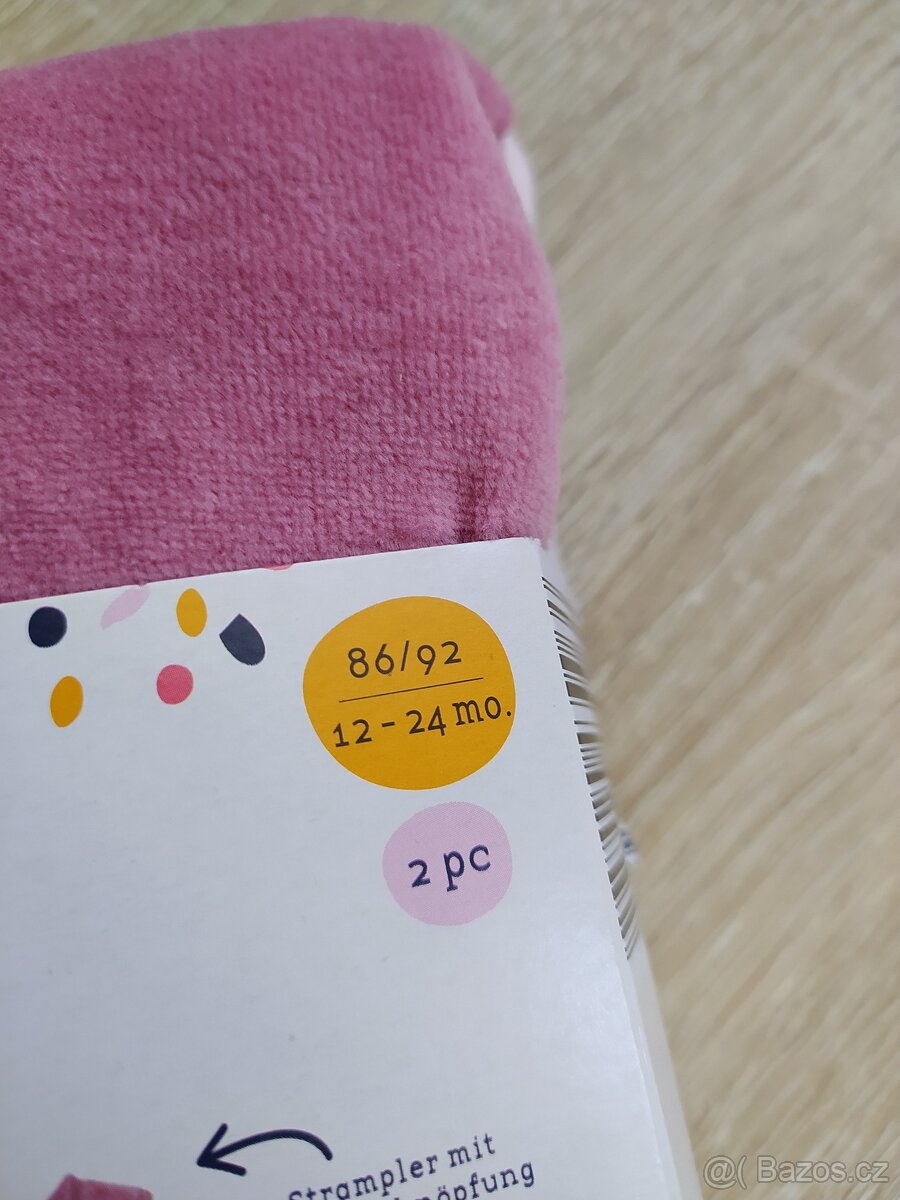 86/92
12-24 mo.
2 pc
Strampler mit
@( Bazos.cz